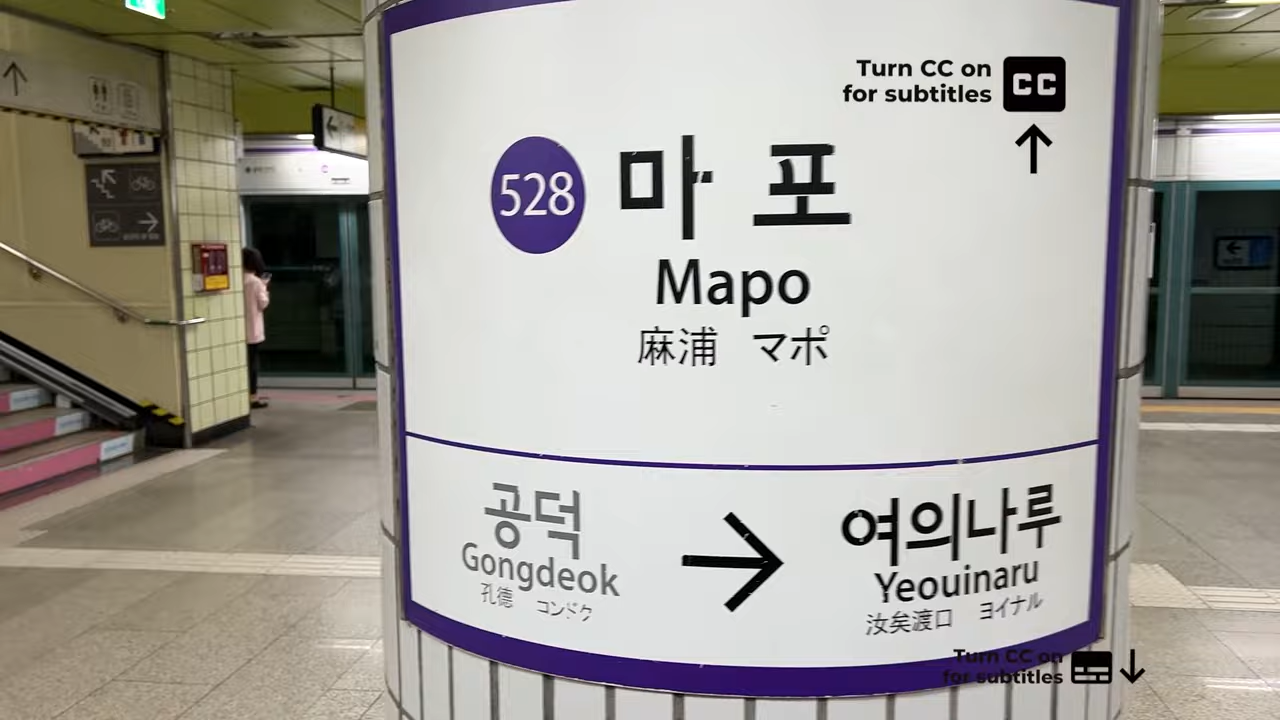 Turn CC on
for subtitles
CC
528
마포
Mapo
麻浦 マポ
공덕
Gongdeok
孔德 コンドク
여의나루
Yeouinaru
汝矣渡口 ヨイナル
Turn CC on
for subtitles